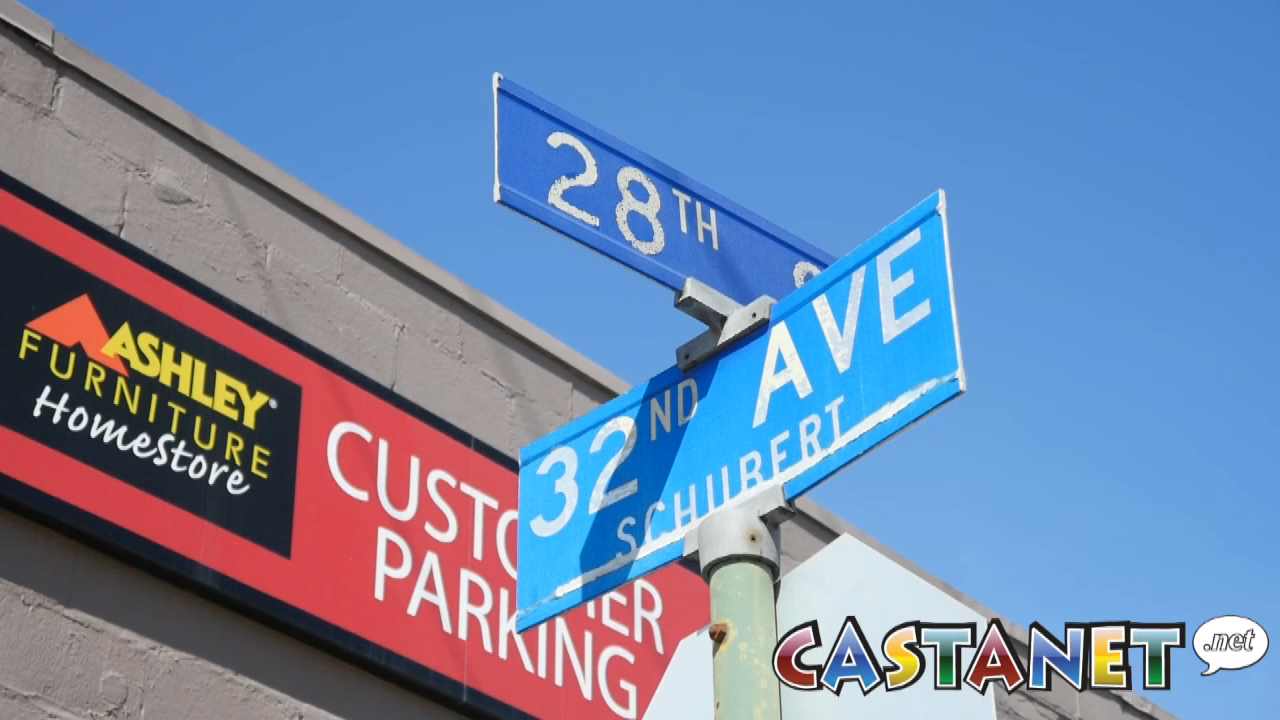 28TH
32ND AVE
SCHUBERT
ASHLEY
FURNITURE
HomeStore
CUSTOMER
PARKING
CASTANET
.net